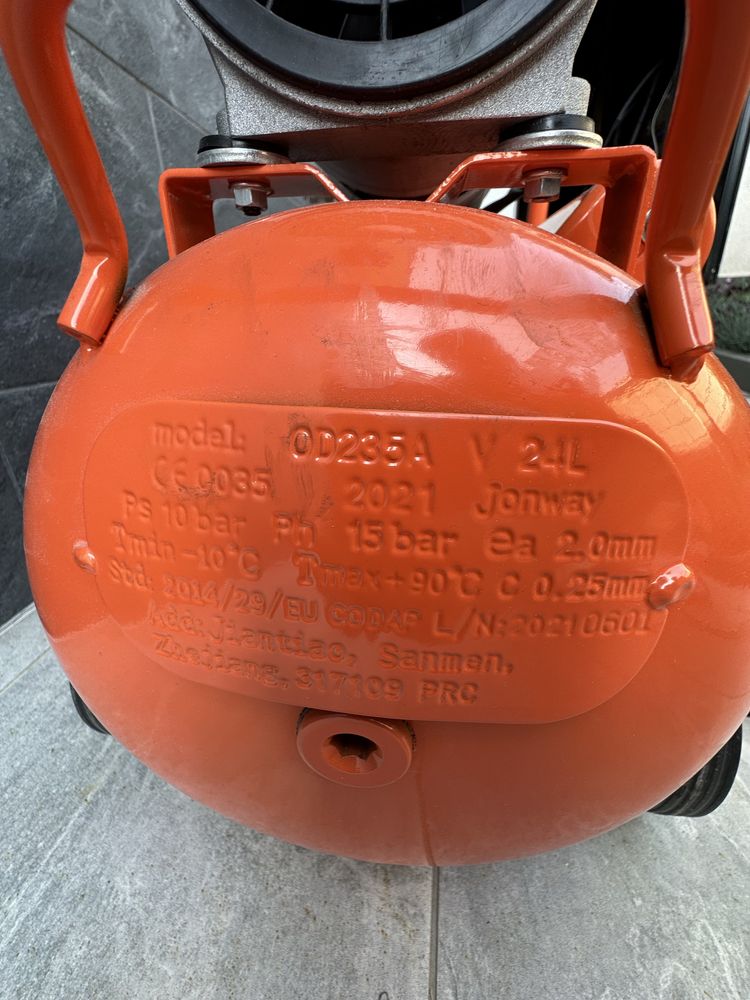 model: OD235A V 24L
CE 0035 2021 Jonway
Ps 10 bar Ph 15 bar ea 2.0mm
Tmin -10°C Tmax +90°C C 0.25mm
Std: 2014/29/EU CODAP L/N: 20210601
Add: Jiantiao, Sanmen,
Zhejiang, 317109 PRC